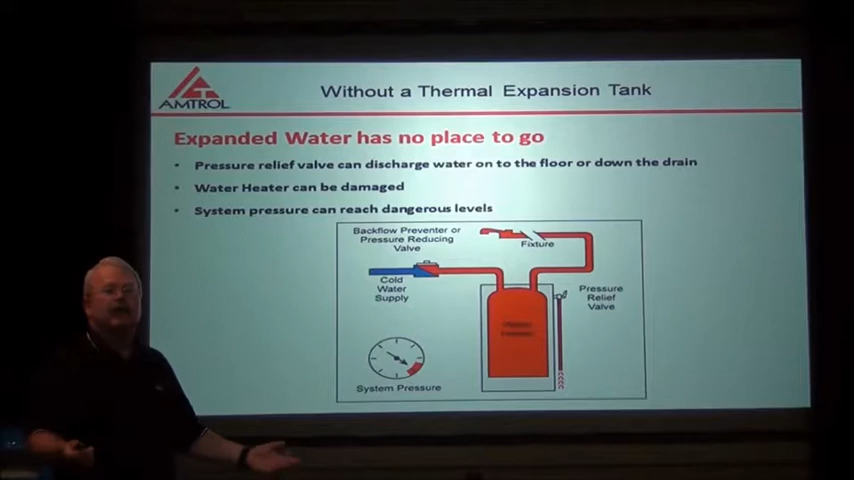 AMTROL
Without a Thermal Expansion Tank
Expanded Water has no place to go
• Pressure relief valve can discharge water on to the floor or down the drain
• Water Heater can be damaged
• System pressure can reach dangerous levels
Backflow Preventer or
Pressure Reducing
Valve
Fixture
Cold
Water
Supply
Pressure
Relief
Valve
System Pressure